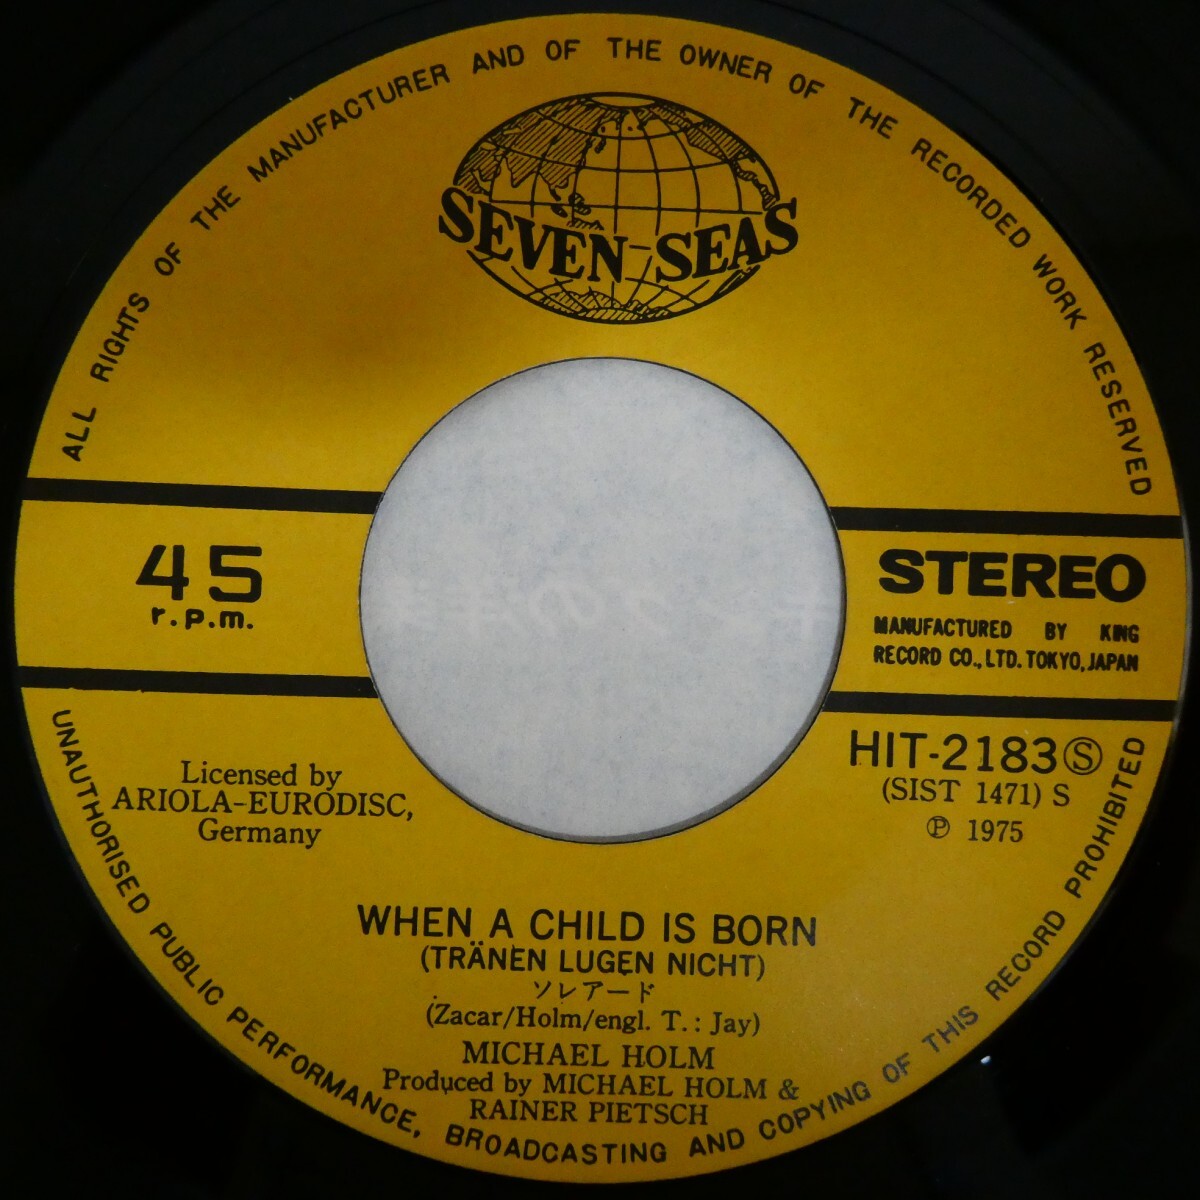 ALL RIGHTS OF THE MANUFACTURER AND OF THE OWNER OF THE RECORDED WORK RESERVED
SEVEN SEAS
45
r.p.m.
STEREO
MANUFACTURED BY KING
RECORD CO., LTD. TOKYO, JAPAN
HIT-2183Ⓢ
(SIST 1471) S
Ⓟ 1975
Licensed by
ARIOLA-EURODISC,
Germany
WHEN A CHILD IS BORN
(TRÄNEN LUGEN NICHT)
ソレアード
(Zacar/Holm/engl. T.: Jay)
MICHAEL HOLM
Produced by MICHAEL HOLM &
RAINER PIETSCH
UNAUTHORISED PUBLIC PERFORMANCE, BROADCASTING AND COPYING OF THIS RECORD PROHIBITED